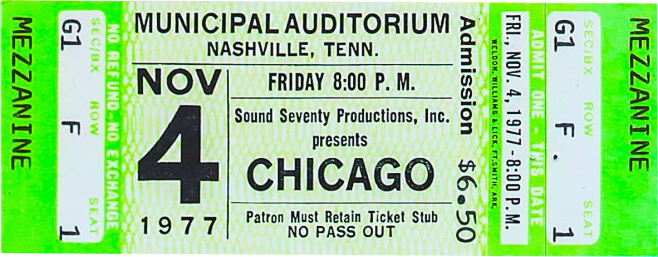 MEZZANINE
G1 F 1
SEC/BX ROW SEAT
NO REFUND-NO EXCHANGE
MUNICIPAL AUDITORIUM
NASHVILLE, TENN.
NOV
4
1977
FRIDAY 8:00 P. M.
Sound Seventy Productions, Inc.
presents
CHICAGO
Patron Must Retain Ticket Stub
NO PASS OUT
Admission $6.50
WELDON, WILLIAMS & LICK, FT. SMITH, ARK.
FRI., NOV. 4, 1977 - 8:00 P. M.
ADMIT ONE - THIS DATE
G1 F. 1
SEC/BX ROW SEAT
MEZZANINE